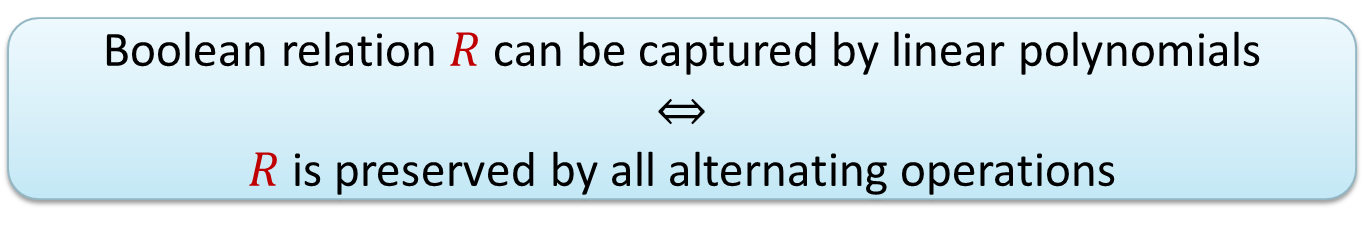 Boolean relation R can be captured by linear polynomials
⇔
R is preserved by all alternating operations